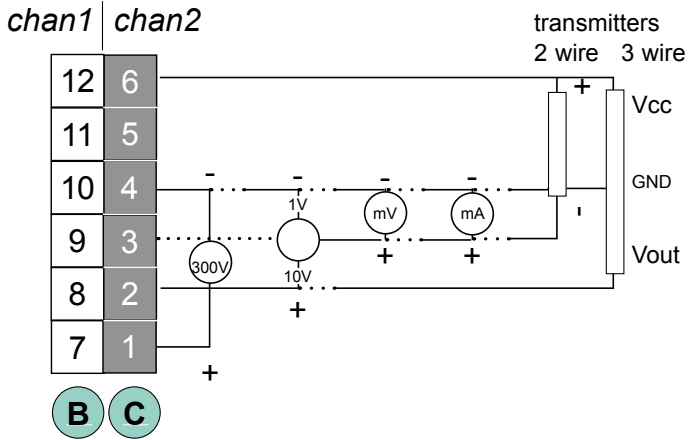 chan1 chan2
transmitters
2 wire 3 wire
12 6 + Vcc
11 5
10 4 - - - - GND
1V mV mA -
9 3
300V + + Vout
10V
8 2
+
7 1
+
B C